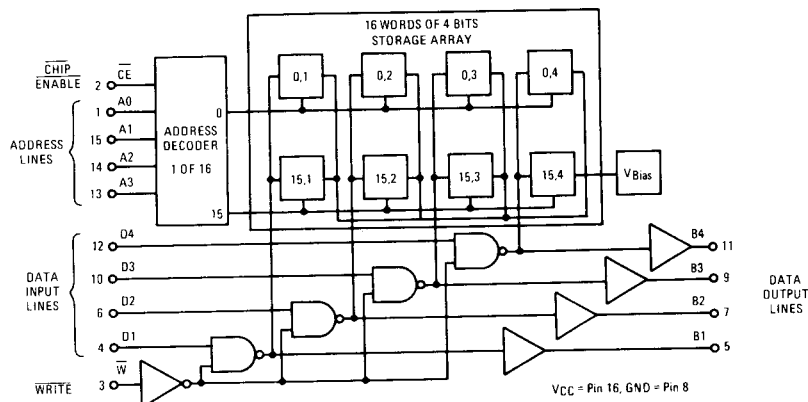 16 WORDS OF 4 BITS
STORAGE ARRAY
CHIP
ENABLE
2 CE
ADDRESS
LINES
1 A0
15 A1
14 A2
13 A3
ADDRESS
DECODER
1 OF 16
0
15
0,1
0,2
0,3
0,4
15,1
15,2
15,3
15,4
VBias
DATA
INPUT
LINES
12 D4
10 D3
6 D2
4 D1
WRITE
3 W
B4 11
B3 9
B2 7
B1 5
DATA
OUTPUT
LINES
VCC = Pin 16, GND = Pin 8